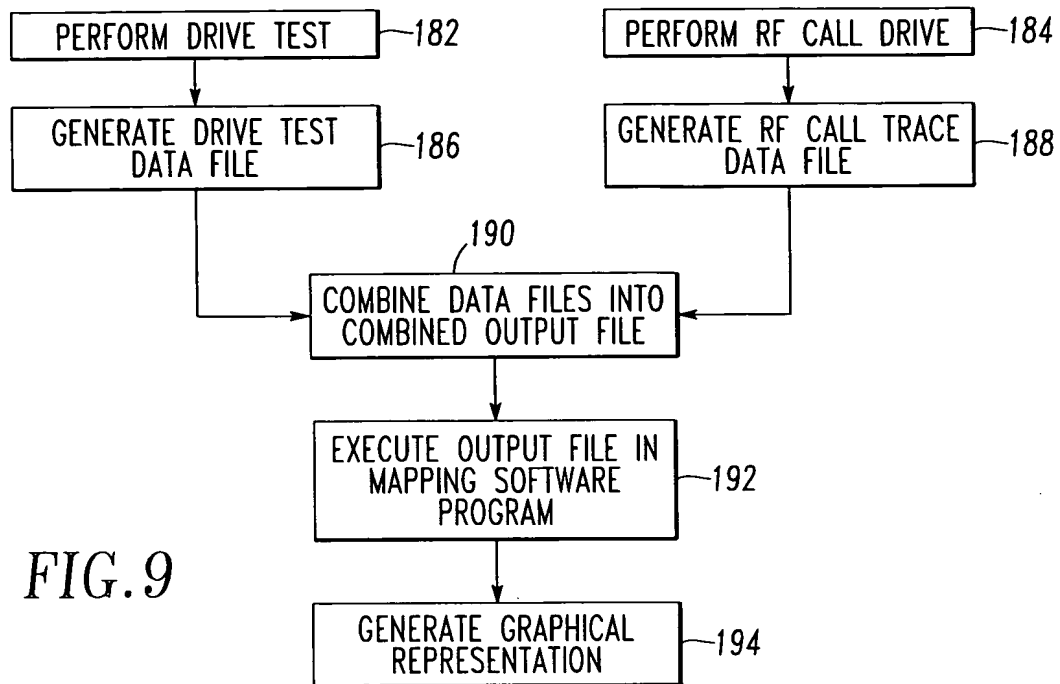 PERFORM DRIVE TEST
182
PERFORM RF CALL DRIVE
184
GENERATE DRIVE TEST
DATA FILE
186
GENERATE RF CALL TRACE
DATA FILE
188
190
COMBINE DATA FILES INTO
COMBINED OUTPUT FILE
EXECUTE OUTPUT FILE IN
MAPPING SOFTWARE
PROGRAM
192
FIG.9
GENERATE GRAPHICAL
REPRESENTATION
194